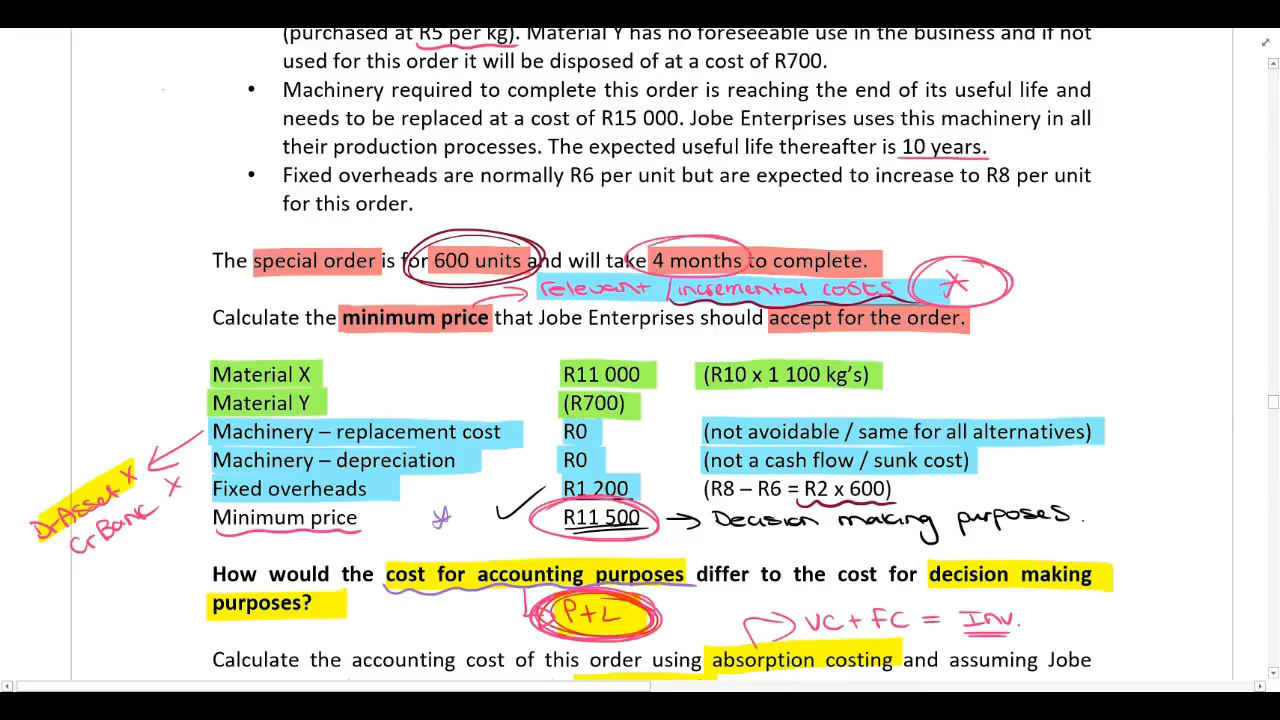 (purchased at R5 per kg). Material Y has no foreseeable use in the business and if not
used for this order it will be disposed of at a cost of R700.
• Machinery required to complete this order is reaching the end of its useful life and
needs to be replaced at a cost of R15 000. Jobe Enterprises uses this machinery in all
their production processes. The expected useful life thereafter is 10 years.
• Fixed overheads are normally R6 per unit but are expected to increase to R8 per unit
for this order.
The special order is for 600 units and will take 4 months to complete.
relevant / incremental costs
Calculate the minimum price that Jobe Enterprises should accept for the order.
Material X R11 000 (R10 x 1 100 kg's)
Material Y (R700)
Machinery – replacement cost R0 (not avoidable / same for all alternatives)
Machinery – depreciation R0 (not a cash flow / sunk cost)
Fixed overheads R1 200 (R8 – R6 = R2 x 600)
Minimum price R11 500 → Decision making purposes.
Dr Asset X
Cr Bank X
How would the cost for accounting purposes differ to the cost for decision making
purposes?
P+L
VC + FC = Inv.
Calculate the accounting cost of this order using absorption costing and assuming Jobe